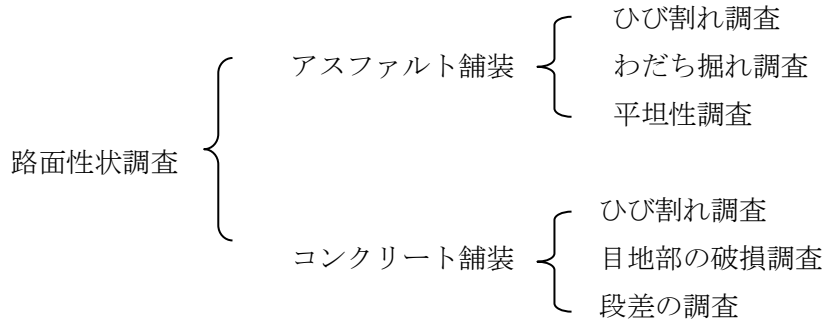 路面性状調査
アスファルト舗装
ひび割れ調査
わだち掘れ調査
平坦性調査
コンクリート舗装
ひび割れ調査
目地部の破損調査
段差の調査